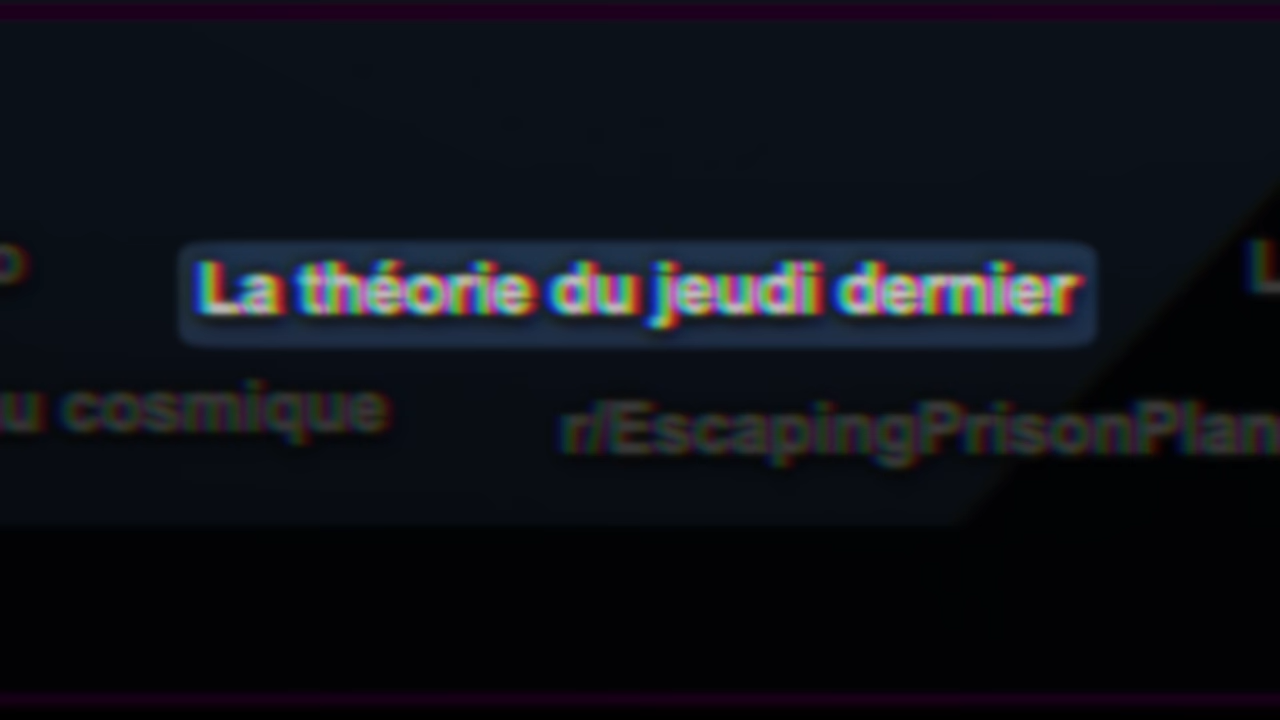 La théorie du jeudi dernier
u cosmique
r/EscapingPrisonPlan